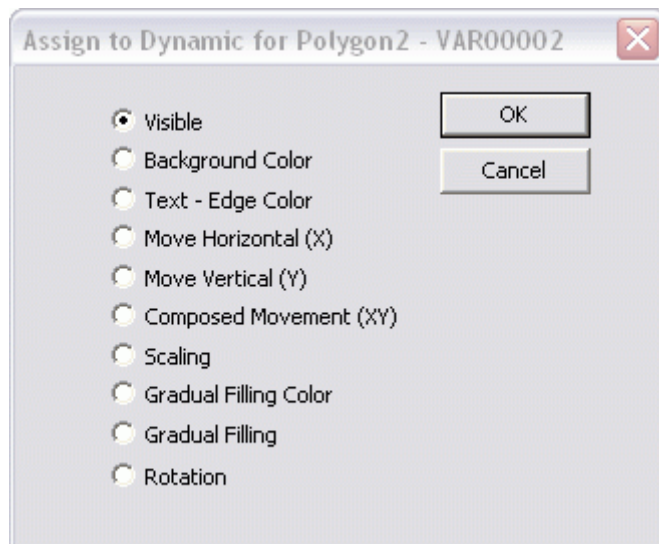 Assign to Dynamic for Polygon2 - VAR00002
Visible
Background Color
Text - Edge Color
Move Horizontal (X)
Move Vertical (Y)
Composed Movement (XY)
Scaling
Gradual Filling Color
Gradual Filling
Rotation
OK
Cancel